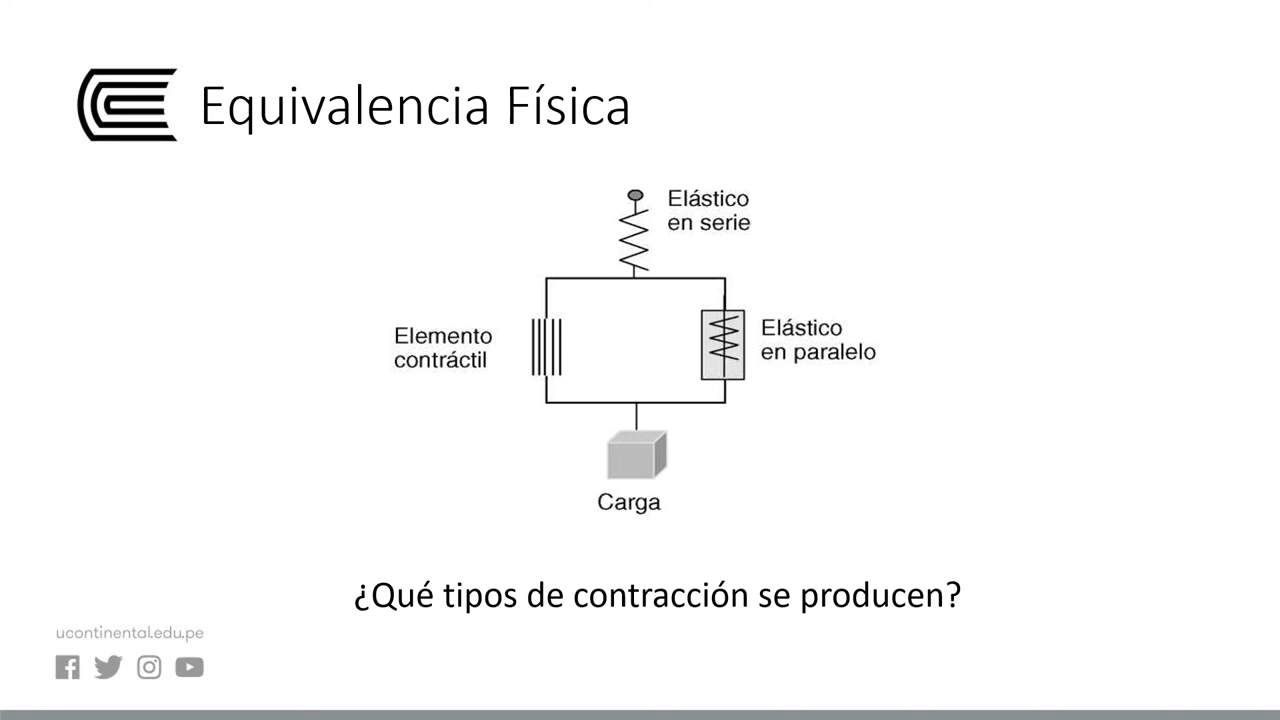 Equivalencia Física
Elástico
en serie
Elemento
contráctil
Elástico
en paralelo
Carga
¿Qué tipos de contracción se producen?
ucontinental.edu.pe